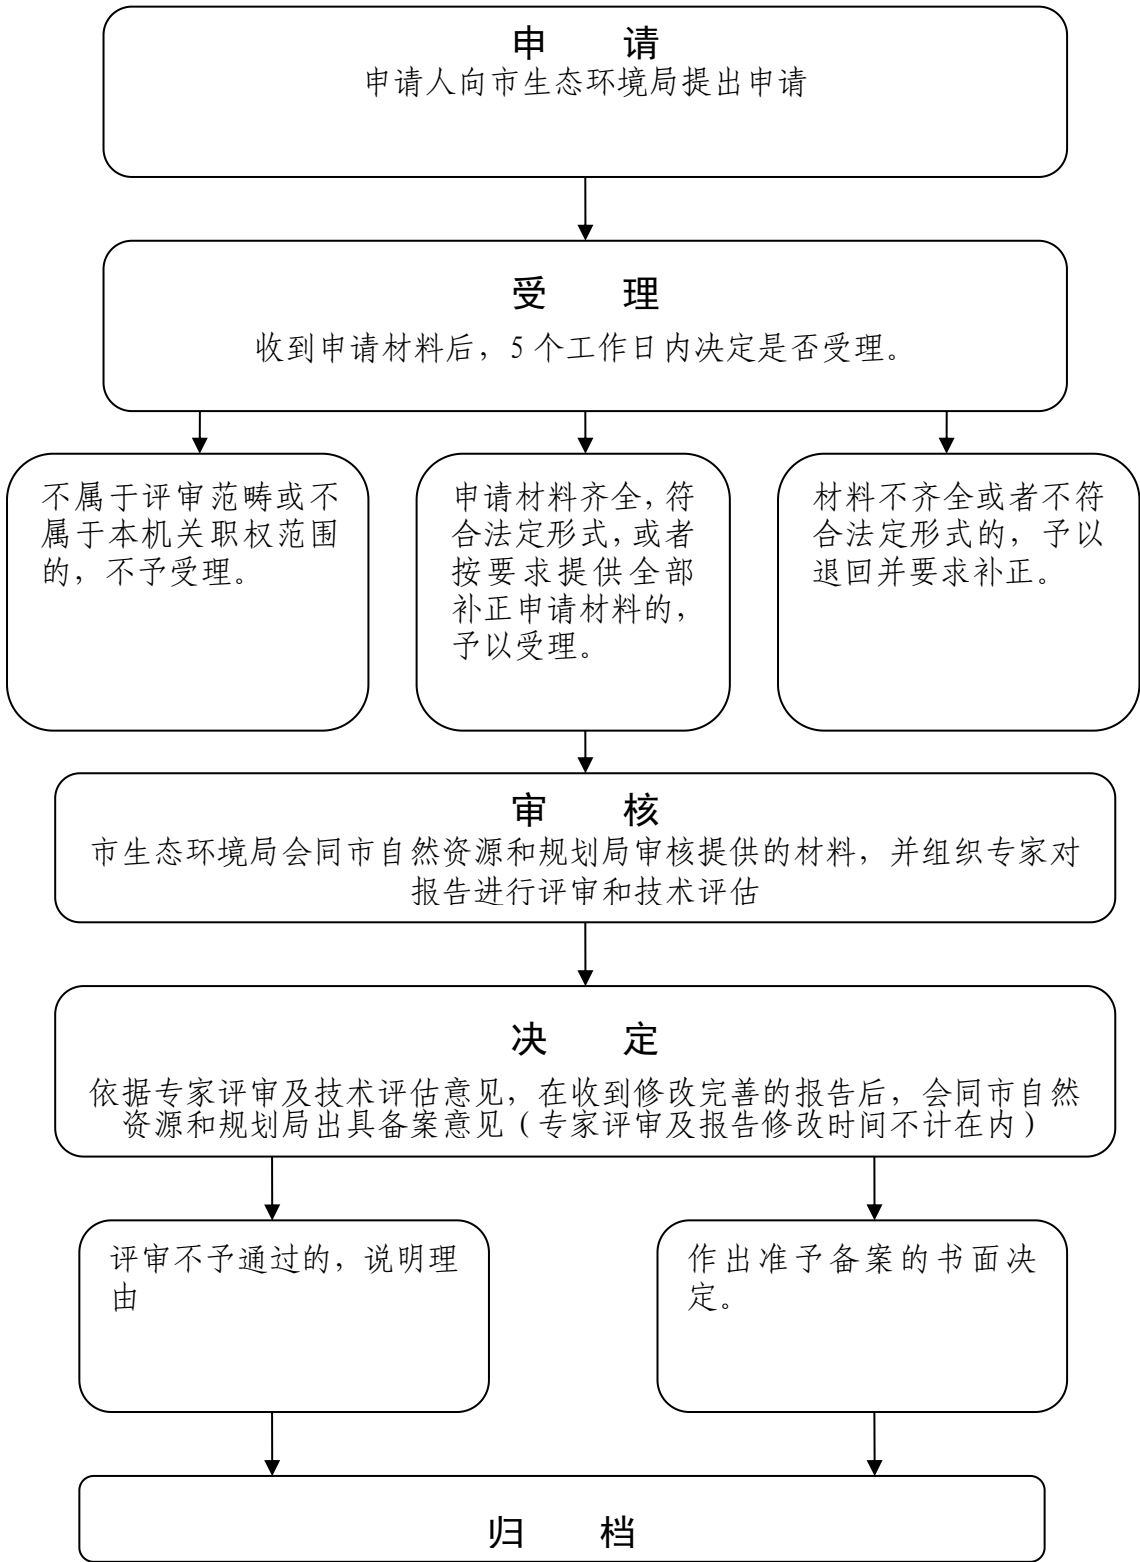 申 请
申请人向市生态环境局提出申请
受 理
收到申请材料后，5 个工作日内决定是否受理。
不属于评审范畴或不
属于本机关职权范围
的，不予受理。
申请材料齐全，符
合法定形式，或者
按要求提供全部
补正申请材料的，
予以受理。
材料不齐全或者不符
合法定形式的，予以
退回并要求补正。
审 核
市生态环境局会同市自然资源和规划局审核提供的材料，并组织专家对
报告进行评审和技术评估
决 定
依据专家评审及技术评估意见，在收到修改完善的报告后，会同市自然
资源和规划局出具备案意见（专家评审及报告修改时间不计在内）
评审不予通过的，说明理
由
作出准予备案的书面决
定。
归 档